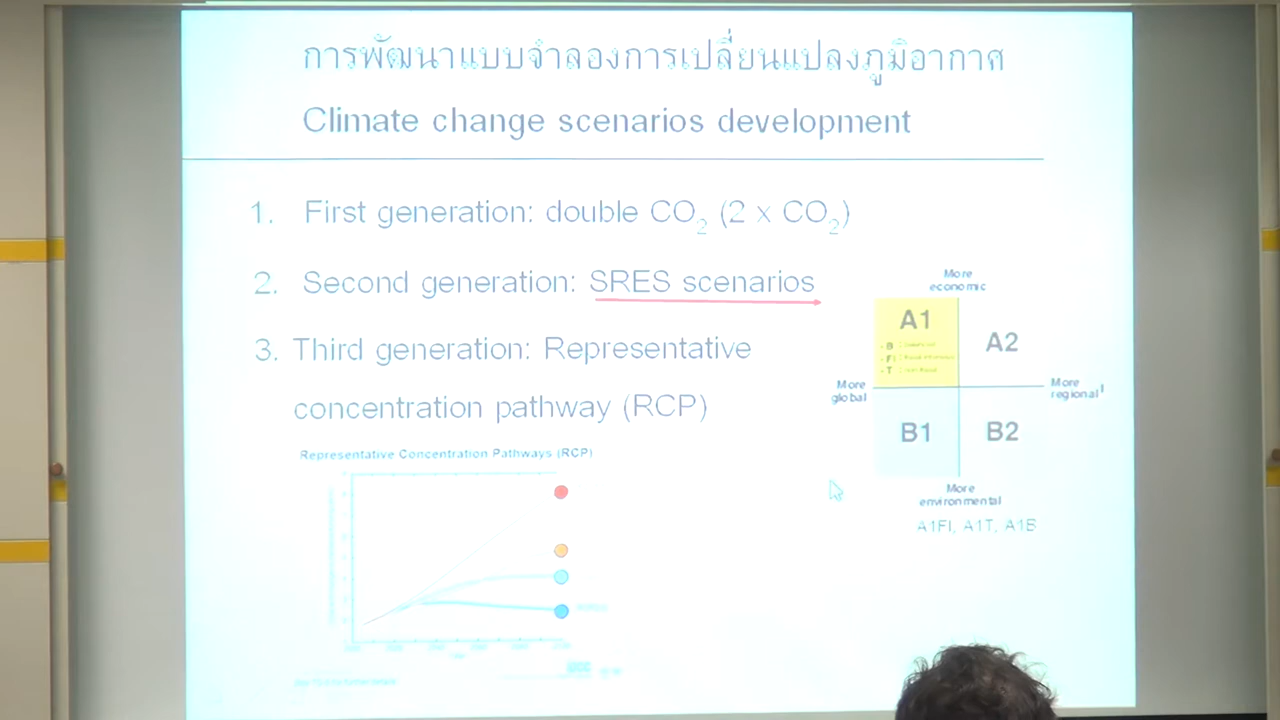 การพัฒนาแบบจำลองการเปลี่ยนแปลงภูมิอากาศ
Climate change scenarios development
1. First generation: double CO2 (2 x CO2)
2. Second generation: SRES scenarios
3. Third generation: Representative
concentration pathway (RCP)
More
economic
A1
- B
- F
- T
A2
More
global
More
regional
B1
B2
More
environmental
A1FI, A1T, A1B
Representative Concentration Pathways (RCP)